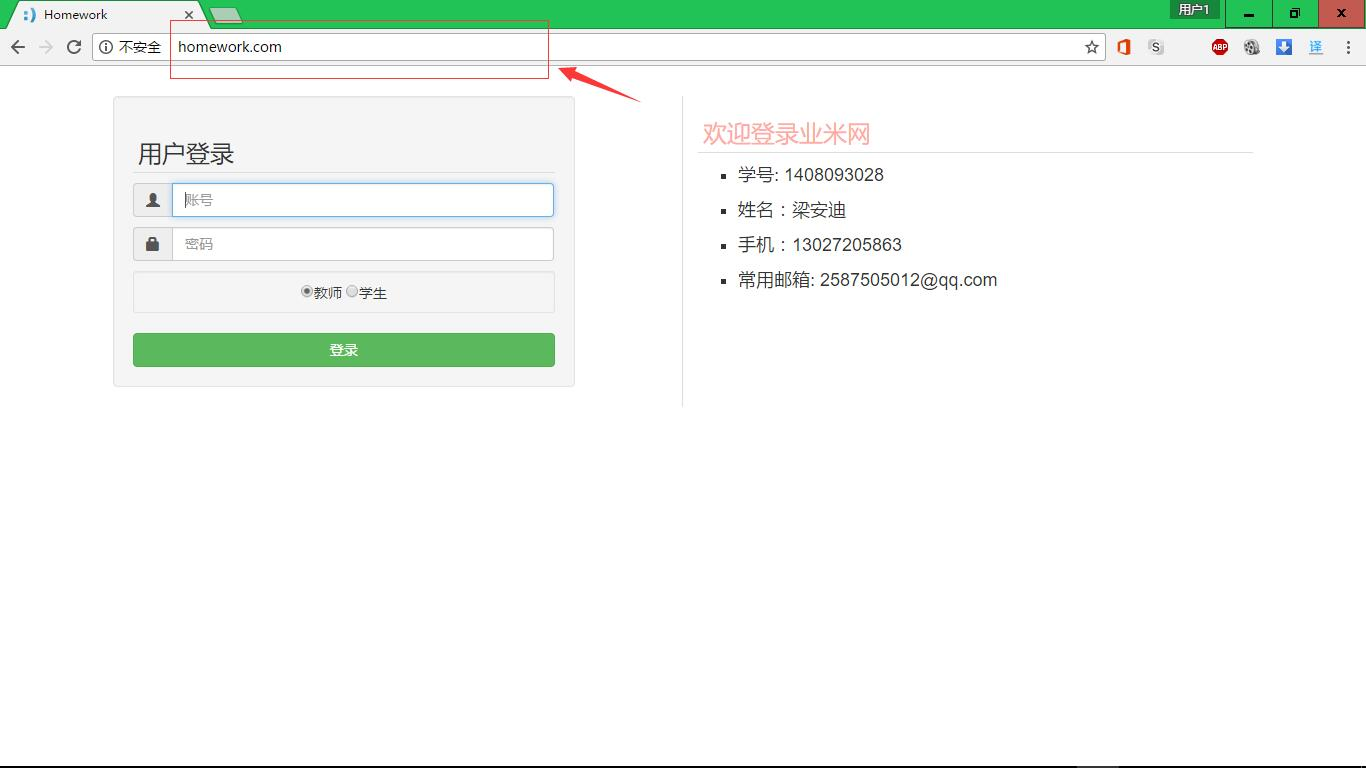 Homework
用户1
不安全
homework.com
S
ABP
译
用户登录
账号
密码
教师 学生
登录
欢迎登录业米网
学号: 1408093028
姓名：梁安迪
手机：13027205863
常用邮箱: 2587505012@qq.com